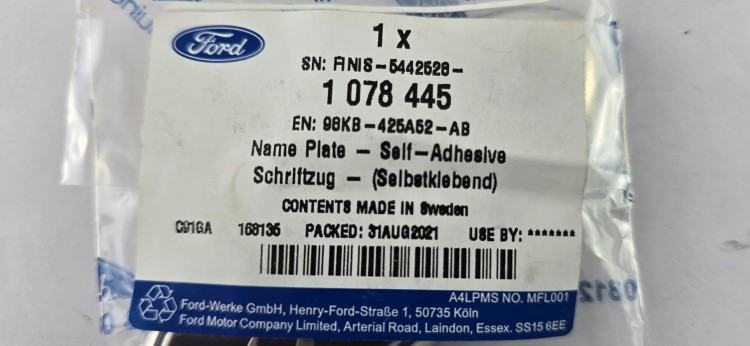 Ford
1 x
SN: FINIS-5442528-
1 078 445
EN: 98KB-425A52-AB
Name Plate - Self-Adhesive
Schriftzug - (Selbstklebend)
CONTENTS MADE IN Sweden
C91GA 168135 PACKED: 31AUG2021 USE BY: *******
A4LPMS NO. MFL001
Ford-Werke GmbH, Henry-Ford-Straße 1, 50735 Köln
Ford Motor Company Limited, Arterial Road, Laindon, Essex. SS15 6EE